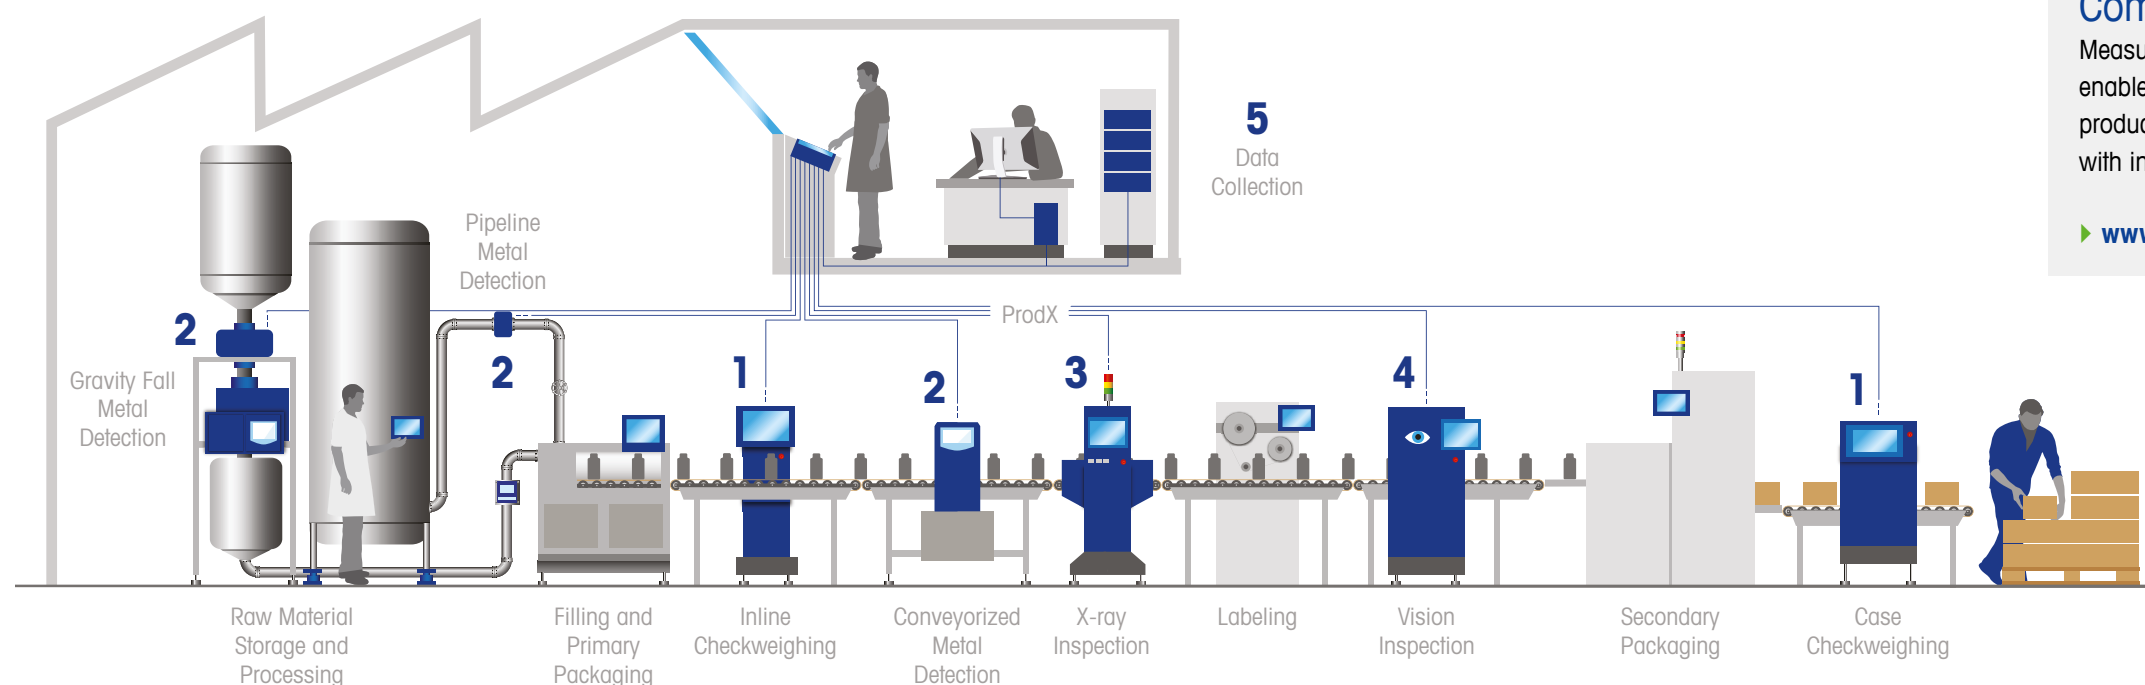 Measu
enable
produc
with in
www
5
Data
Collection
Pipeline
Metal
Detection
ProdX
2
Gravity Fall
Metal
Detection
2
1
2
3
4
1
Raw Material
Storage and
Processing
Filling and
Primary
Packaging
Inline
Checkweighing
Conveyorized
Metal
Detection
X-ray
Inspection
Labeling
Vision
Inspection
Secondary
Packaging
Case
Checkweighing